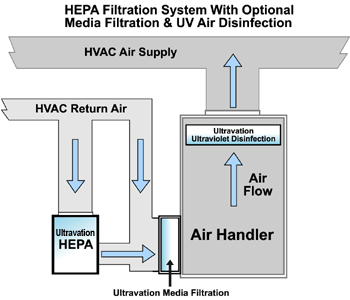 HEPA Filtration System With Optional
Media Filtration & UV Air Disinfection
HVAC Air Supply
HVAC Return Air
Ultravation
Ultraviolet Disinfection
Air
Flow
Ultravation
HEPA
Air Handler
Ultravation Media Filtration